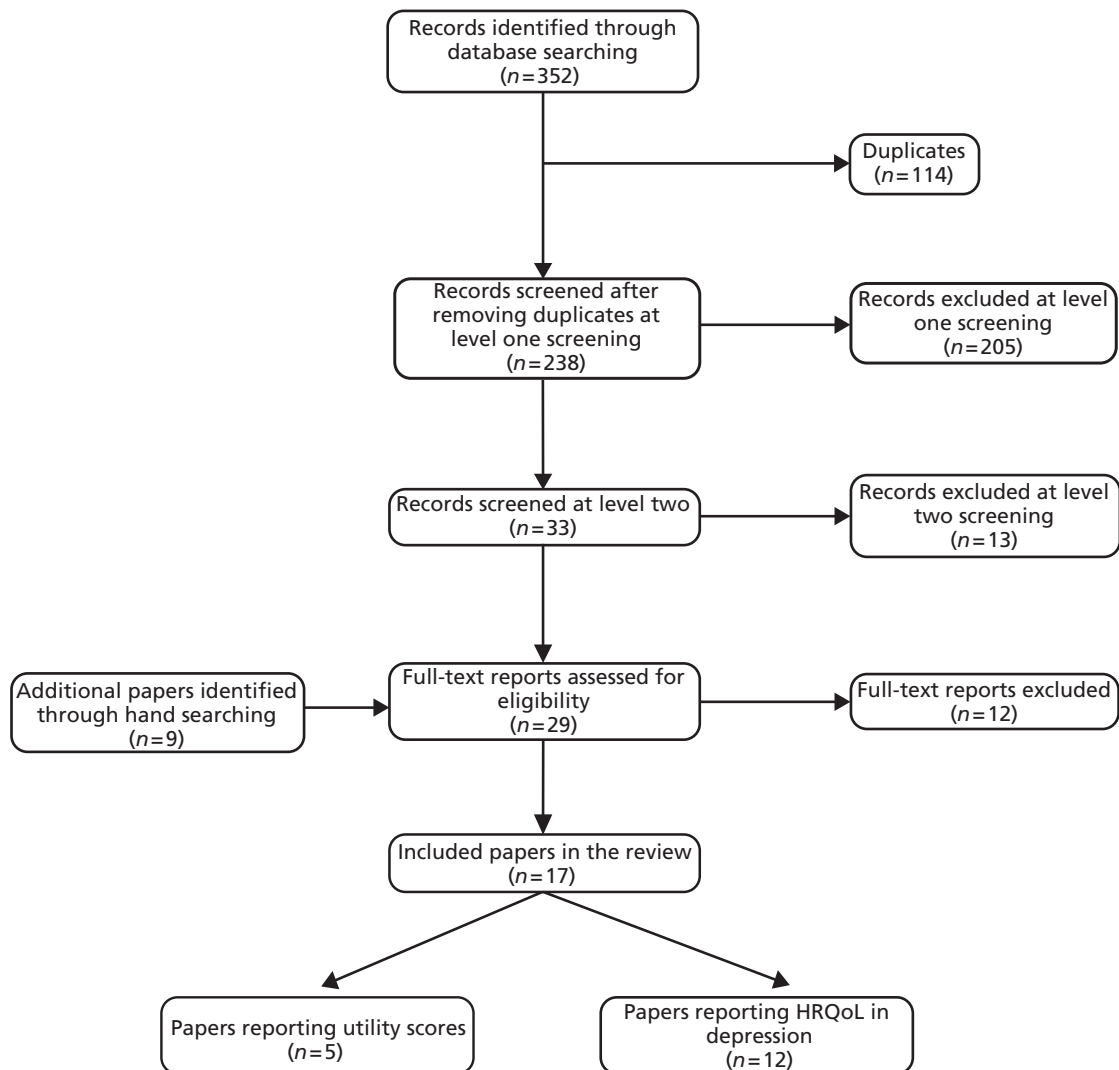 Records identified through
database searching
(n=352)
Duplicates
(n=114)
Records screened after
removing duplicates at
level one screening
(n=238)
Records excluded at level
one screening
(n=205)
Records screened at level two
(n=33)
Records excluded at level
two screening
(n=13)
Additional papers identified
through hand searching
(n=9)
Full-text reports assessed for
eligibility
(n=29)
Full-text reports excluded
(n=12)
Included papers in the review
(n=17)
Papers reporting utility scores
(n=5)
Papers reporting HRQoL in
depression
(n=12)